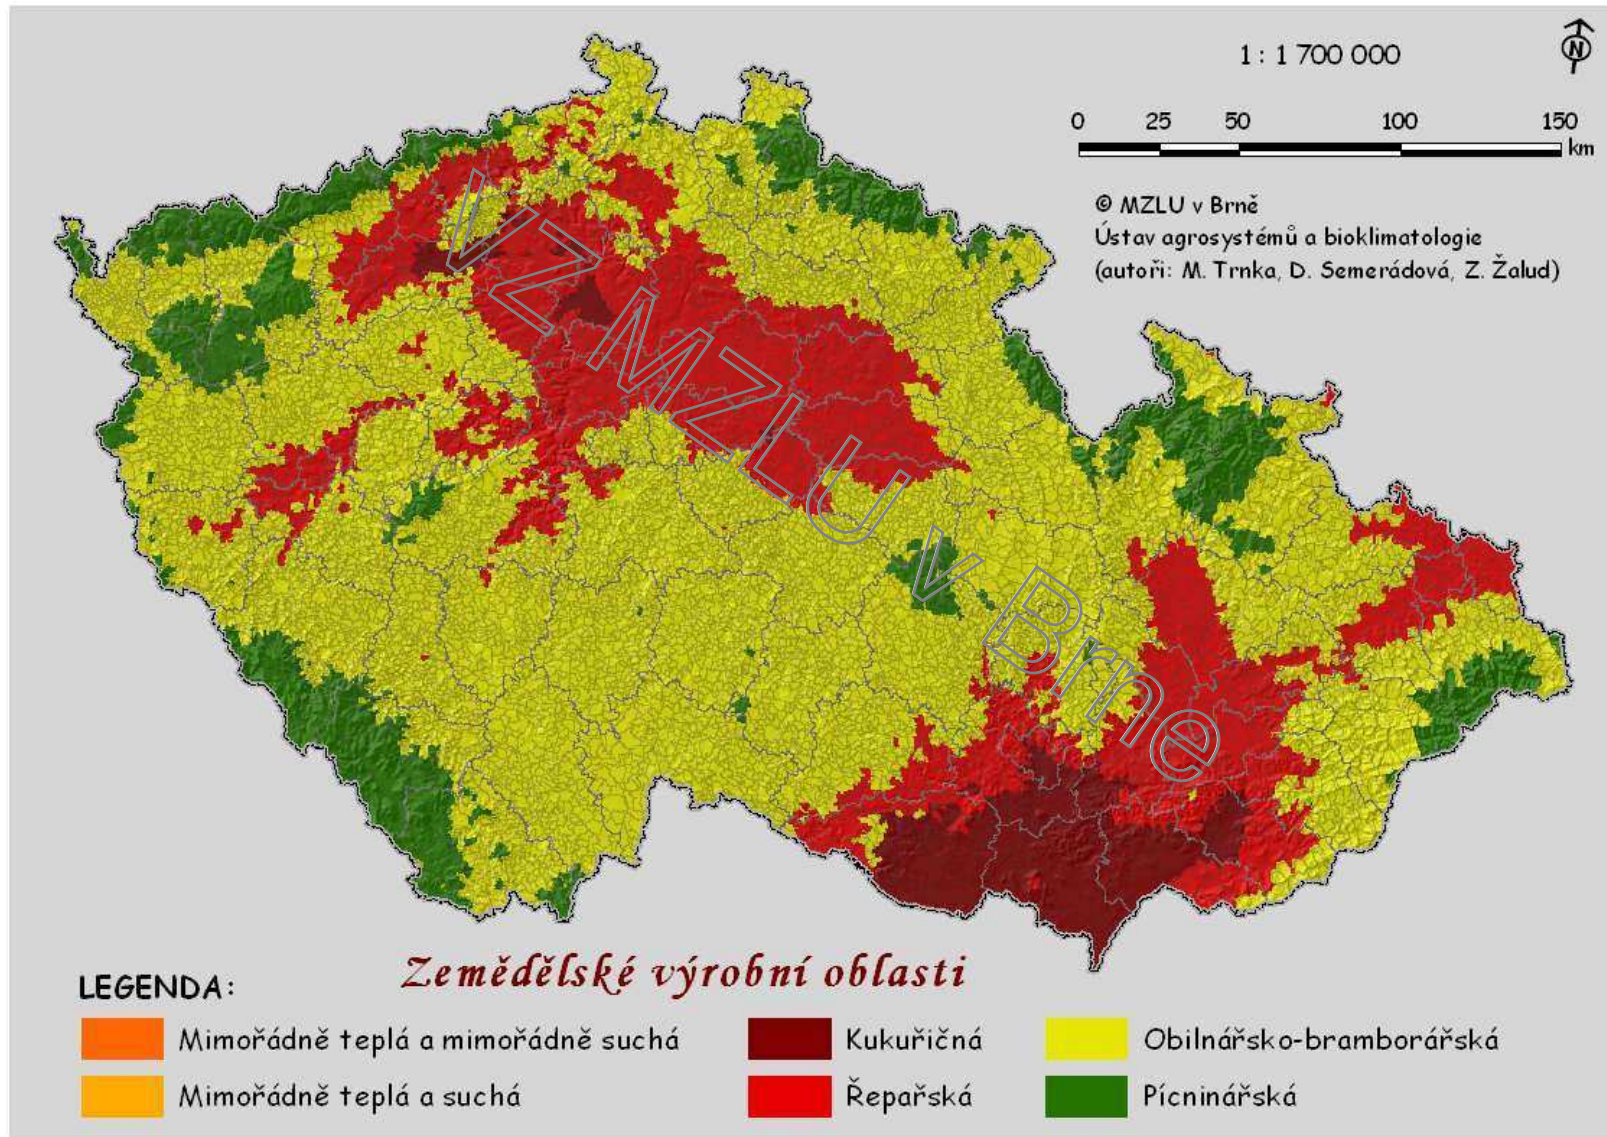 1 : 1 700 000
N
0 25 50 100 150
km
© MZLU v Brně
Ústav agrosystémů a bioklimatologie
(autoři: M. Trnka, D. Semerádová, Z. Žalud)
VZ MZLU v Brne
Zemědělské výrobní oblasti
LEGENDA:
Mimořádně teplá a mimořádně suchá
Kukuřičná
Obilnářsko-bramborářská
Mimořádně teplá a suchá
Řepařská
Pícninářská